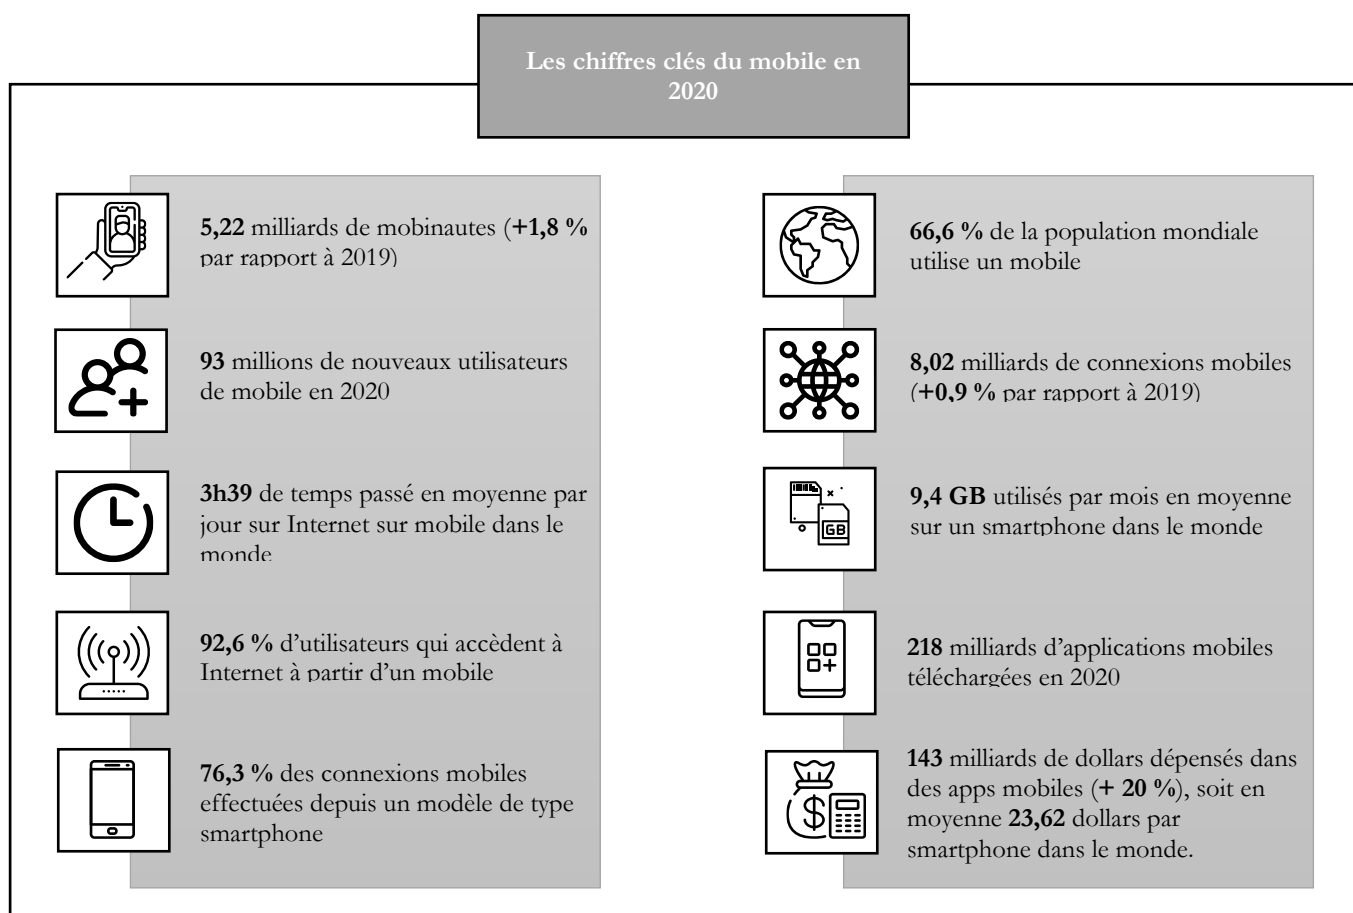 Les chiffres clés du mobile en
2020
5,22 milliards de mobinautes (+1,8 %
par rapport à 2019)
93 millions de nouveaux utilisateurs
de mobile en 2020
3h39 de temps passé en moyenne par
jour sur Internet sur mobile dans le
monde
92,6 % d’utilisateurs qui accèdent à
Internet à partir d’un mobile
76,3 % des connexions mobiles
effectuées depuis un modèle de type
smartphone
66,6 % de la population mondiale
utilise un mobile
8,02 milliards de connexions mobiles
(+0,9 % par rapport à 2019)
GB
9,4 GB utilisés par mois en moyenne
sur un smartphone dans le monde
218 milliards d’applications mobiles
téléchargées en 2020
143 milliards de dollars dépensés dans
des apps mobiles (+ 20 %), soit en
moyenne 23,62 dollars par
smartphone dans le monde.